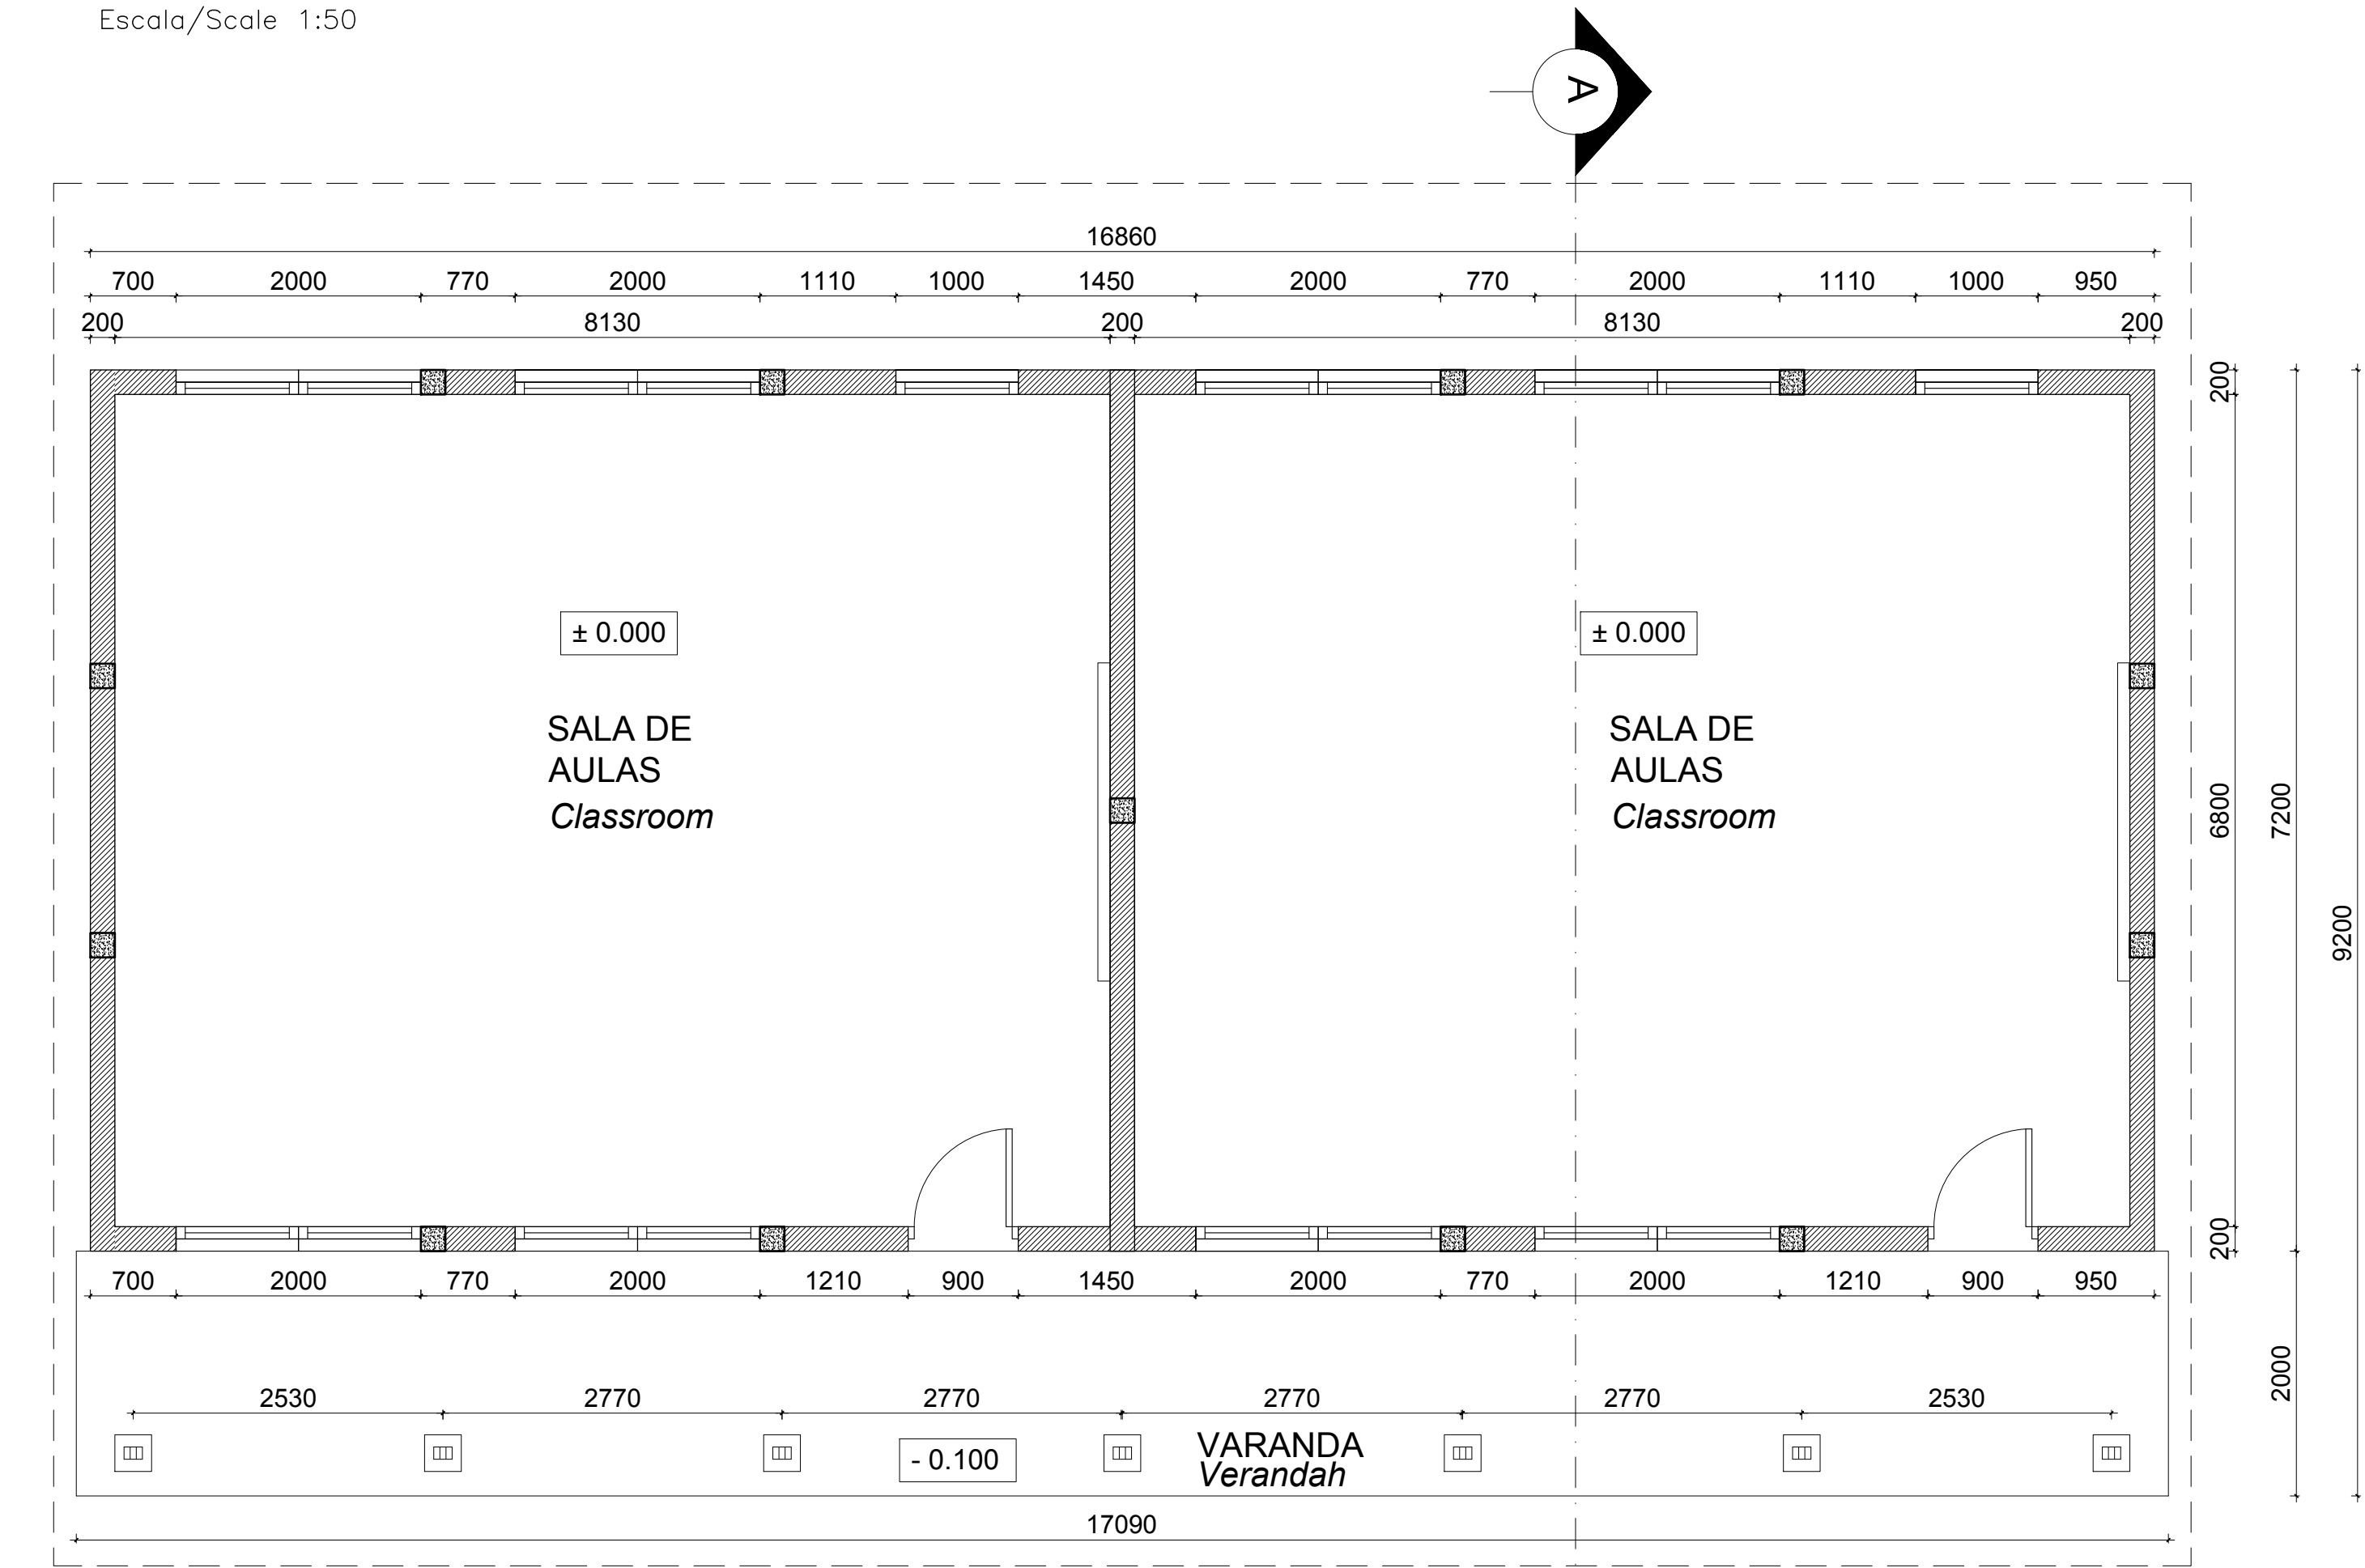 Escala/Scale 1:50
A
16860
700 2000 770 2000 1110 1000 1450 2000 770 2000 1110 1000 950
200 8130 200 8130 200
200
± 0.000 ± 0.000
SALA DE
AULAS
Classroom
SALA DE
AULAS
Classroom
6800 7200
9200
200
700 2000 770 2000 1210 900 1450 2000 770 2000 1210 900 950
2000
2530 2770 2770 2770 2770 2530
- 0.100
VARANDA
Verandah
17090